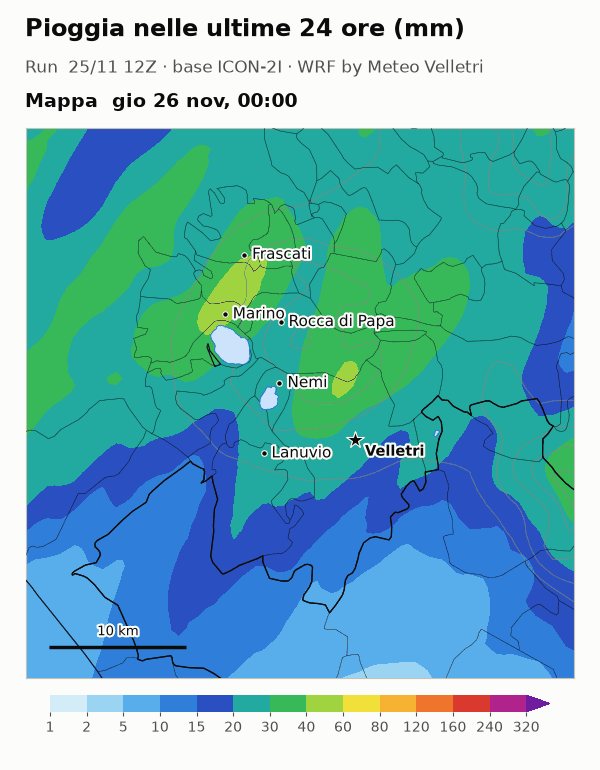 Pioggia nelle ultime 24 ore (mm)
Run  25/11 12Z · base ICON-2I · WRF by Meteo Velletri
Mappa  gio 26 nov, 00:00
Frascati
Marino
Rocca di Papa
Nemi
Velletri
Lanuvio
10 km
1 2 5 10 15 20 30 40 60 80 120 160 240 320